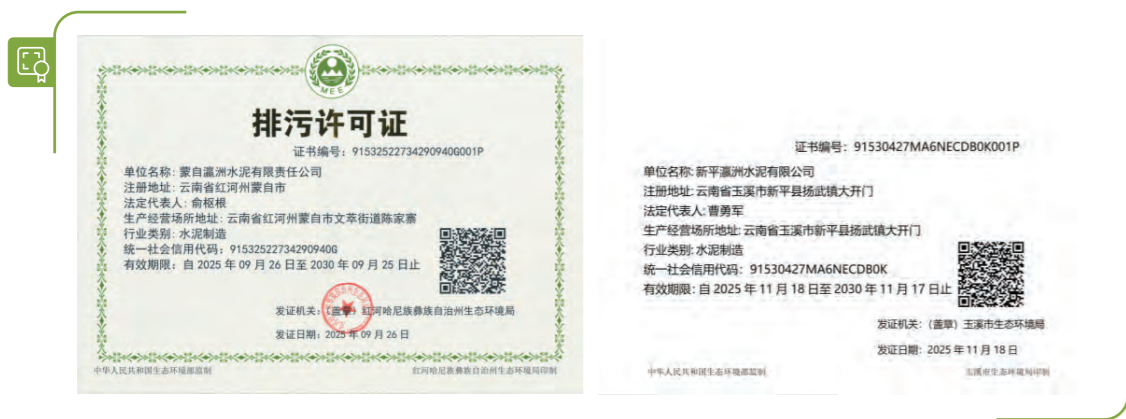 MEE
排污许可证
证书编号：91532522734290940G001P
单位名称：蒙自瀛洲水泥有限责任公司
注册地址：云南省红河州蒙自市
法定代表人：俞枢根
生产经营场所地址：云南省红河州蒙自市文萃街道陈家寨
行业类别：水泥制造
统一社会信用代码：91532522734290940G
有效期限：自 2025 年 09 月 26 日至 2030 年 09 月 25 日止
发证机关：（盖章）红河哈尼族彝族自治州生态环境局
发证日期：2025 年 09 月 26 日
中华人民共和国生态环境部监制
红河哈尼族彝族自治州生态环境局印制
证书编号：91530427MA6NECDB0K001P
单位名称：新平瀛洲水泥有限公司
注册地址：云南省玉溪市新平县扬武镇大开门
法定代表人：曹勇军
生产经营场所地址：云南省玉溪市新平县扬武镇大开门
行业类别：水泥制造
统一社会信用代码：91530427MA6NECDB0K
有效期限：自 2025 年 11 月 18 日至 2030 年 11 月 17 日止
发证机关：（盖章）玉溪市生态环境局
发证日期：2025 年 11 月 18 日
中华人民共和国生态环境部监制
玉溪市生态环境局印制